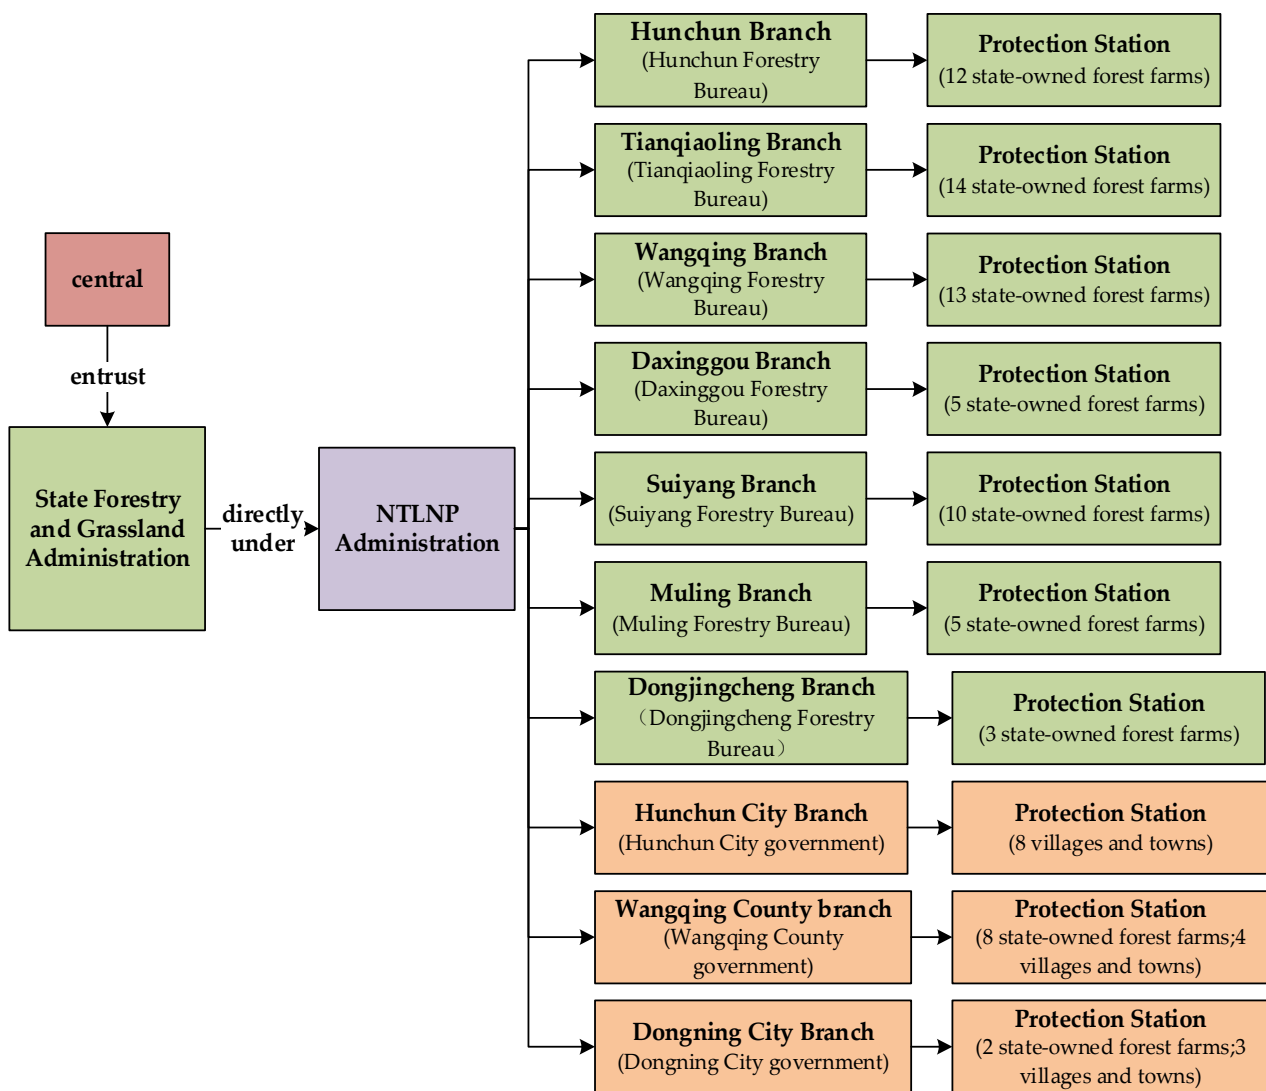 central
entrust
State Forestry
and Grassland
Administration
directly
under
NTLNP
Administration
Hunchun Branch
(Hunchun Forestry
Bureau)
Protection Station
(12 state-owned forest farms)
Tianqiaoling Branch
(Tianqiaoling Forestry
Bureau)
Protection Station
(14 state-owned forest farms)
Wangqing Branch
(Wangqing Forestry
Bureau)
Protection Station
(13 state-owned forest farms)
Daxinggou Branch
(Daxinggou Forestry
Bureau)
Protection Station
(5 state-owned forest farms)
Suiyang Branch
(Suiyang Forestry Bureau)
Protection Station
(10 state-owned forest farms)
Muling Branch
(Muling Forestry Bureau)
Protection Station
(5 state-owned forest farms)
Dongjingcheng Branch
（Dongjingcheng Forestry
Bureau）
Protection Station
(3 state-owned forest farms)
Hunchun City Branch
(Hunchun City government)
Protection Station
(8 villages and towns)
Wangqing County branch
(Wangqing County
government)
Protection Station
(8 state-owned forest farms;4
villages and towns)
Dongning City Branch
(Dongning City government)
Protection Station
(2 state-owned forest farms;3
villages and towns)